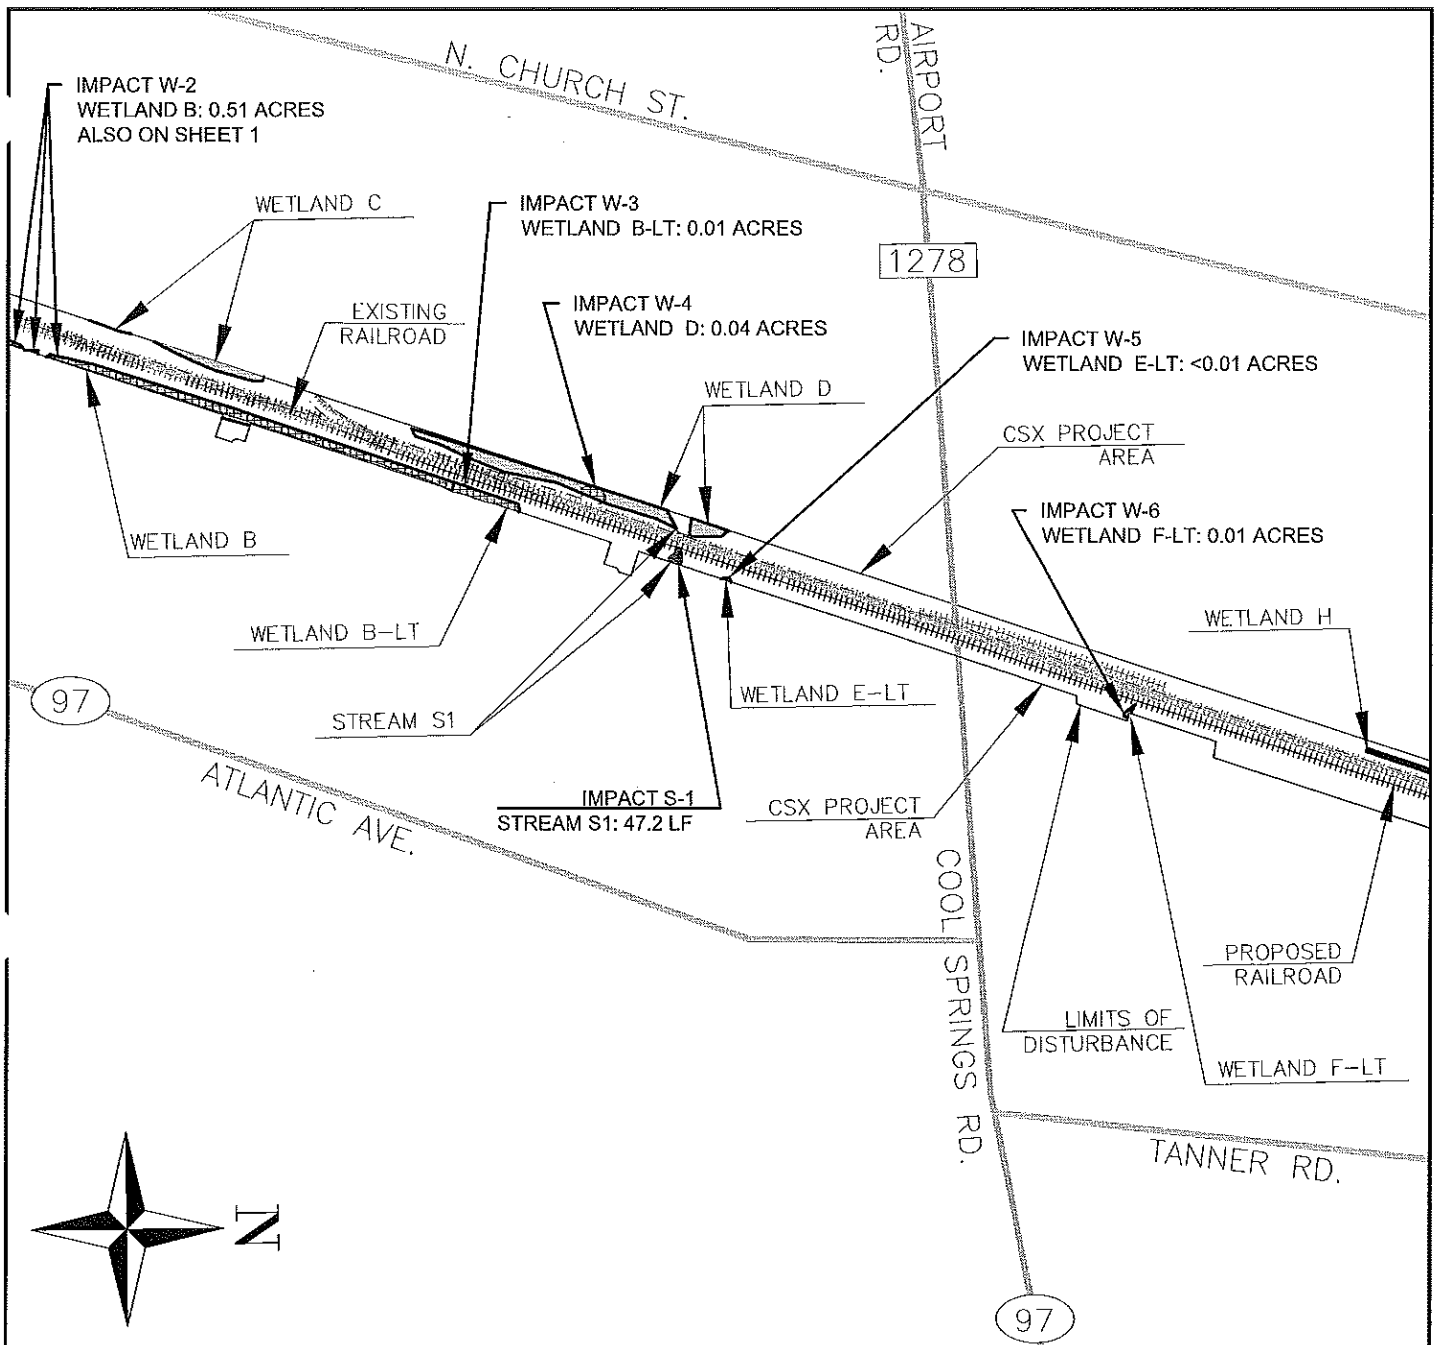 N. CHURCH ST.
AIRPORT
RD.
IMPACT W-2
WETLAND B: 0.51 ACRES
ALSO ON SHEET 1
WETLAND C
IMPACT W-3
WETLAND B-LT: 0.01 ACRES
1278
EXISTING
RAILROAD
IMPACT W-4
WETLAND D: 0.04 ACRES
IMPACT W-5
WETLAND E-LT: <0.01 ACRES
WETLAND D
CSX PROJECT
AREA
IMPACT W-6
WETLAND F-LT: 0.01 ACRES
WETLAND B
WETLAND B-LT
WETLAND H
WETLAND E-LT
97
STREAM S1
ATLANTIC AVE.
IMPACT S-1
STREAM S1: 47.2 LF
CSX PROJECT
AREA
COOL SPRINGS RD.
PROPOSED
RAILROAD
LIMITS OF
DISTURBANCE
WETLAND F-LT
TANNER RD.
N
97